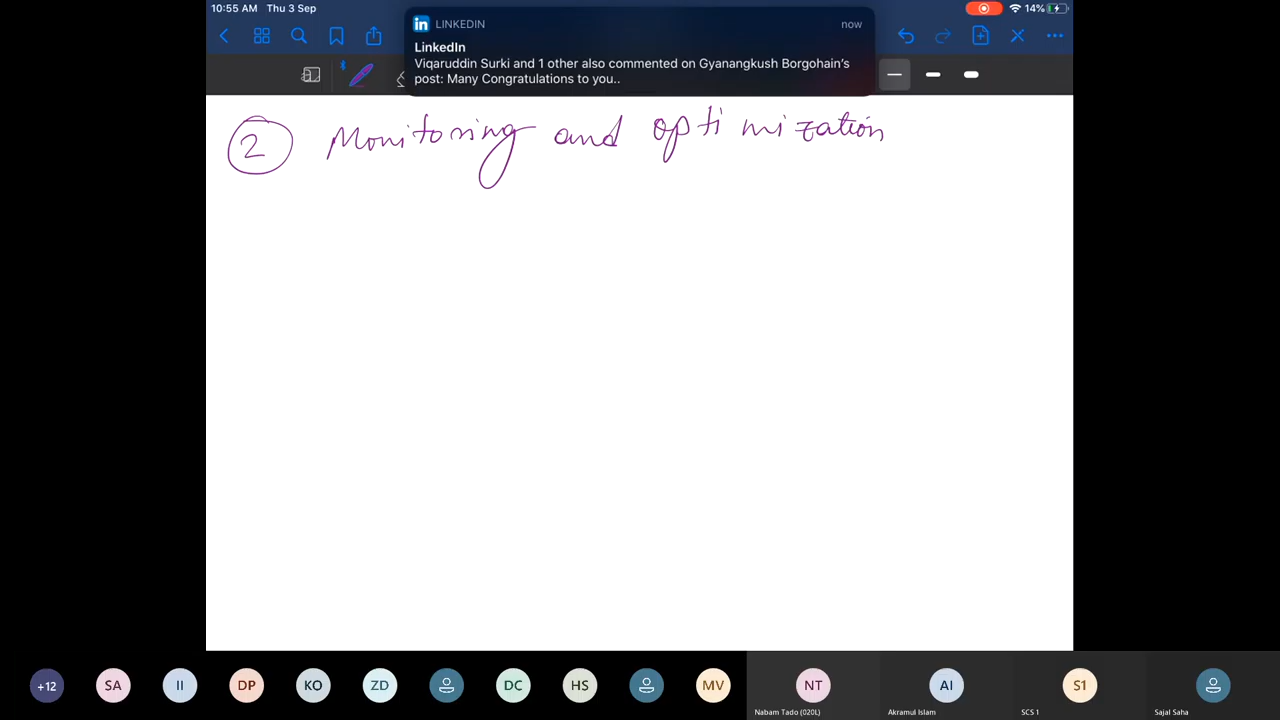 10:55 AM Thu 3 Sep
14%
in LINKEDIN
now
LinkedIn
Viqaruddin Surki and 1 other also commented on Gyanangkush Borgohain's
post: Many Congratulations to you..
2 Monitoring and optimization
+12 SA II DP KO ZD DC HS MV NT AI S1
Nabam Tado (020L) Akramul Islam SCS 1 Sajal Saha